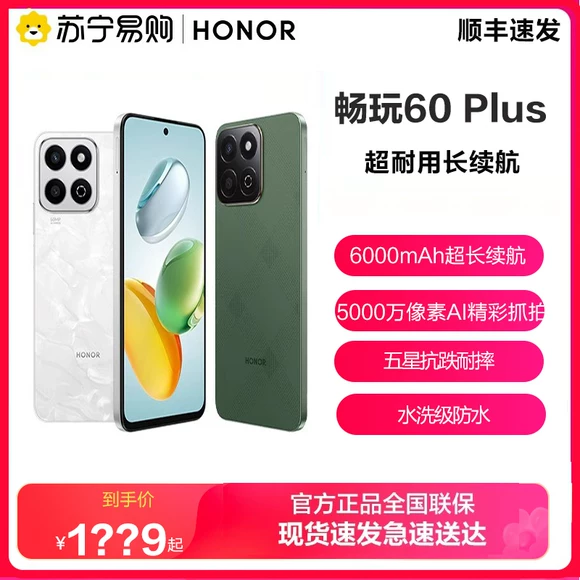 苏宁易购 HONOR 顺丰速发
畅玩60 Plus
超耐用长续航
6000mAh超长续航
5000万像素AI精彩抓拍
五星抗跌耐摔
水洗级防水
HONOR
HONOR
到手价
¥1??9起
官方正品全国联保
现货速发急速送达